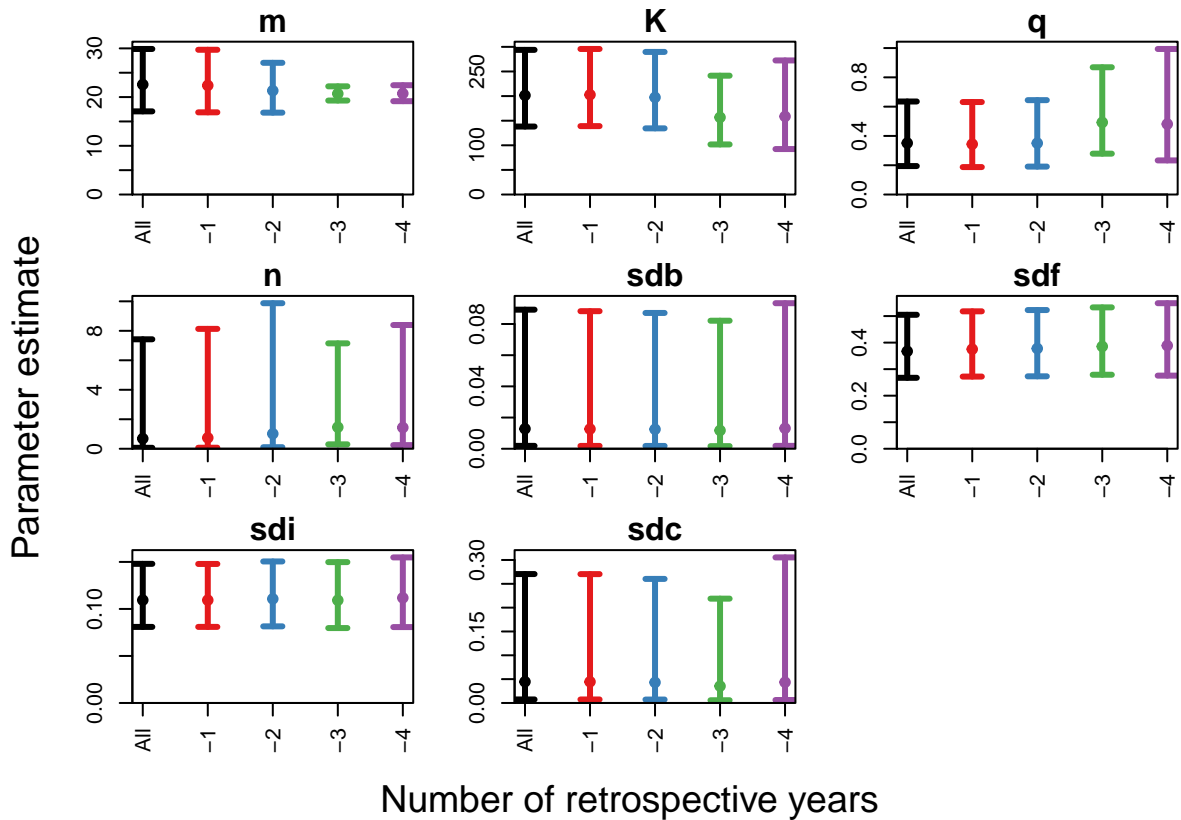 m K q
30 20 10 0
250 100 0
0.8 0.4 0.0
All −1 −2 −3 −4
All −1 −2 −3 −4
All −1 −2 −3 −4
n sdb sdf
8 4 0
0.08 0.04 0.00
0.4 0.2 0.0
All −1 −2 −3 −4
All −1 −2 −3 −4
All −1 −2 −3 −4
sdi sdc
0.10 0.00
0.30 0.15 0.00
All −1 −2 −3 −4
All −1 −2 −3 −4
Parameter estimate
Number of retrospective years